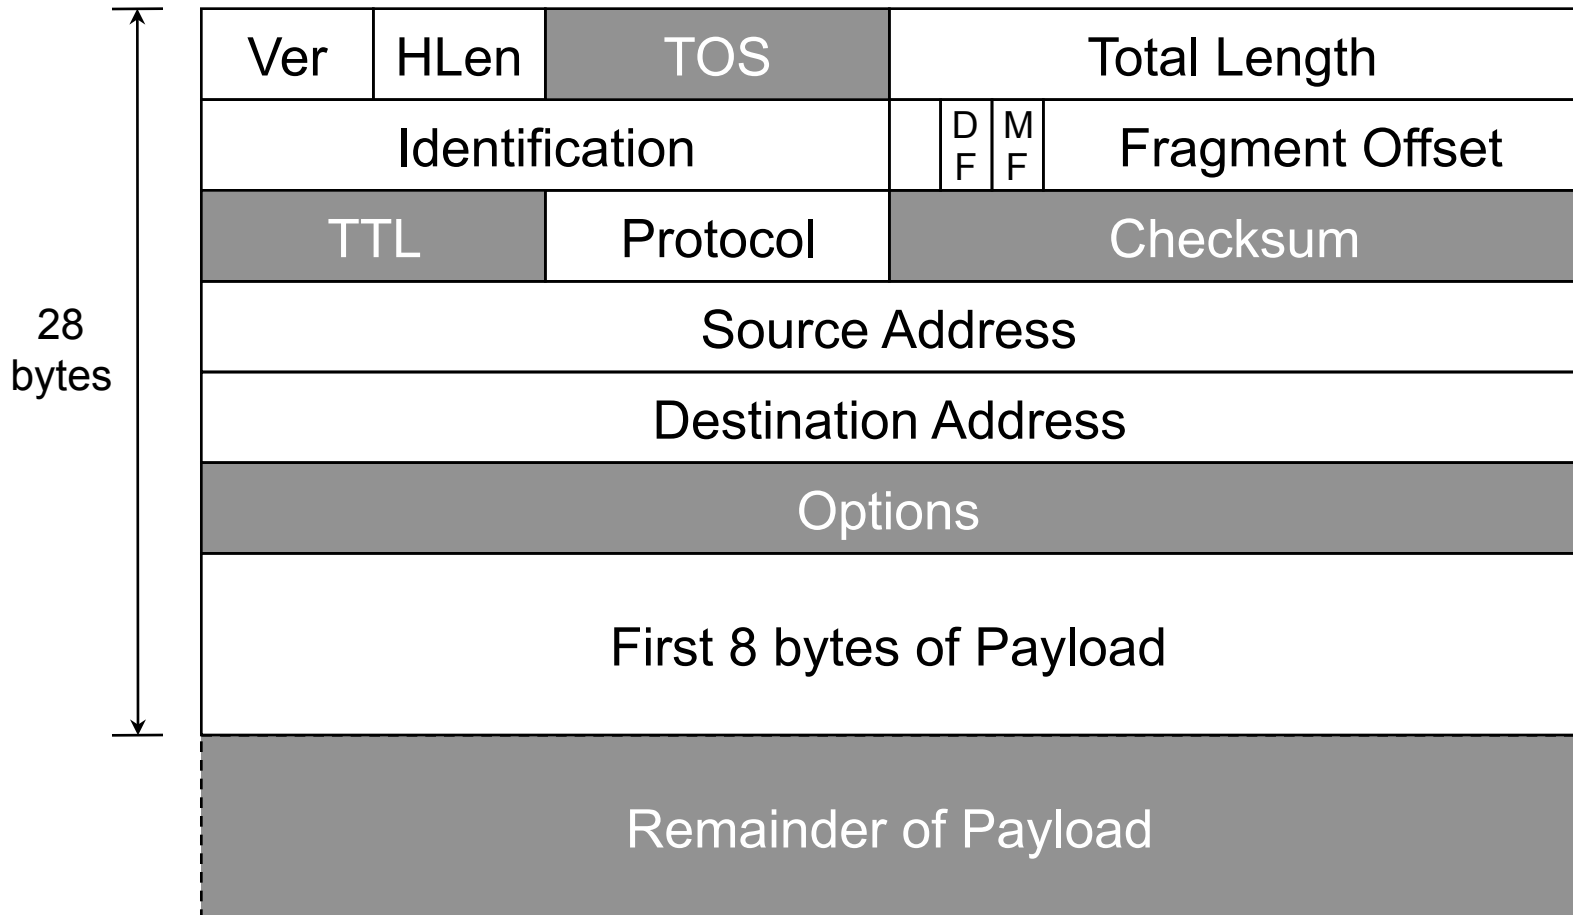 Ver HLen TOS Total Length
Identification D F M F Fragment Offset
TTL Protocol Checksum
28 bytes
Source Address
Destination Address
Options
First 8 bytes of Payload
Remainder of Payload